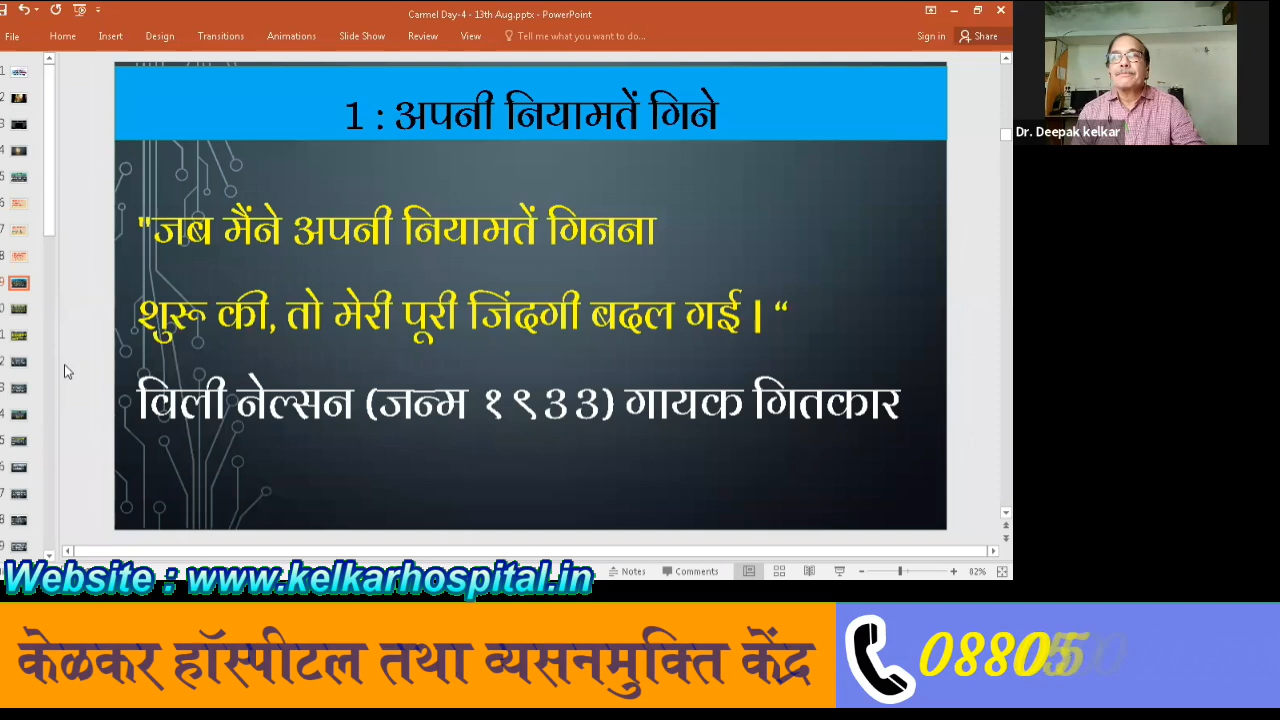 Carmel Day-4 - 13th Aug.pptx - PowerPoint
File Home Insert Design Transitions Animations Slide Show Review View Tell me what you want to do... Sign in Share
1 : अपनी नियामतें गिने
"जब मैंने अपनी नियामतें गिनना
शुरू की, तो मेरी पूरी जिंदगी बदल गई | “
विली नेल्सन (जन्म १९३३) गायक गितकार
Dr. Deepak kelkar
Notes Comments 82%
Website : www.kelkarhospital.in
केळकर हॉस्पीटल तथा व्यसनमुक्ति केंद्र
0880